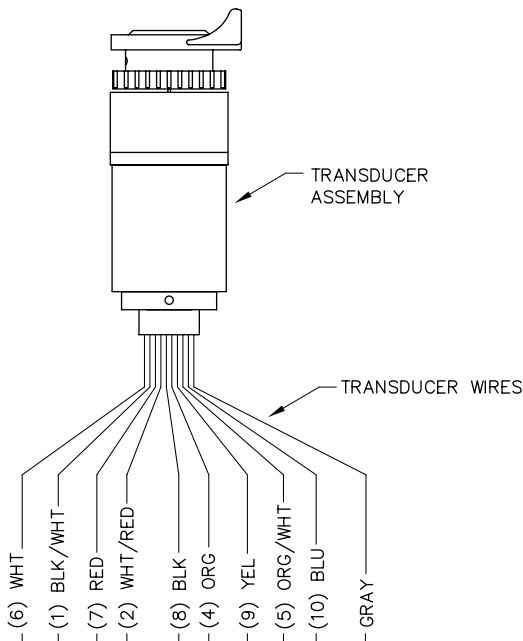 TRANSDUCER
ASSEMBLY
TRANSDUCER WIRES
(6) WHT
(1) BLK/WHT
(7) RED
(2) WHT/RED
(8) BLK
(4) ORG
(9) YEL
(5) ORG/WHT
(10) BLU
GRAY